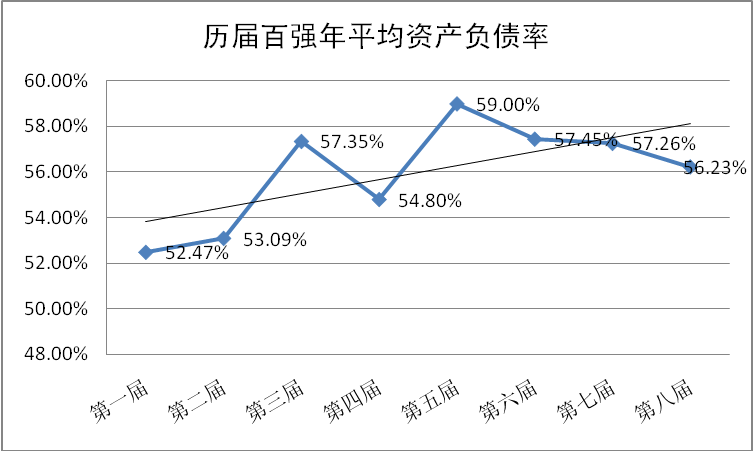 历届百强年平均资产负债率
60.00%
58.00%
56.00%
54.00%
52.00%
50.00%
48.00%
52.47%
53.09%
57.35%
54.80%
59.00%
57.45%
57.26%
56.23%
第一届
第二届
第三届
第四届
第五届
第六届
第七届
第八届